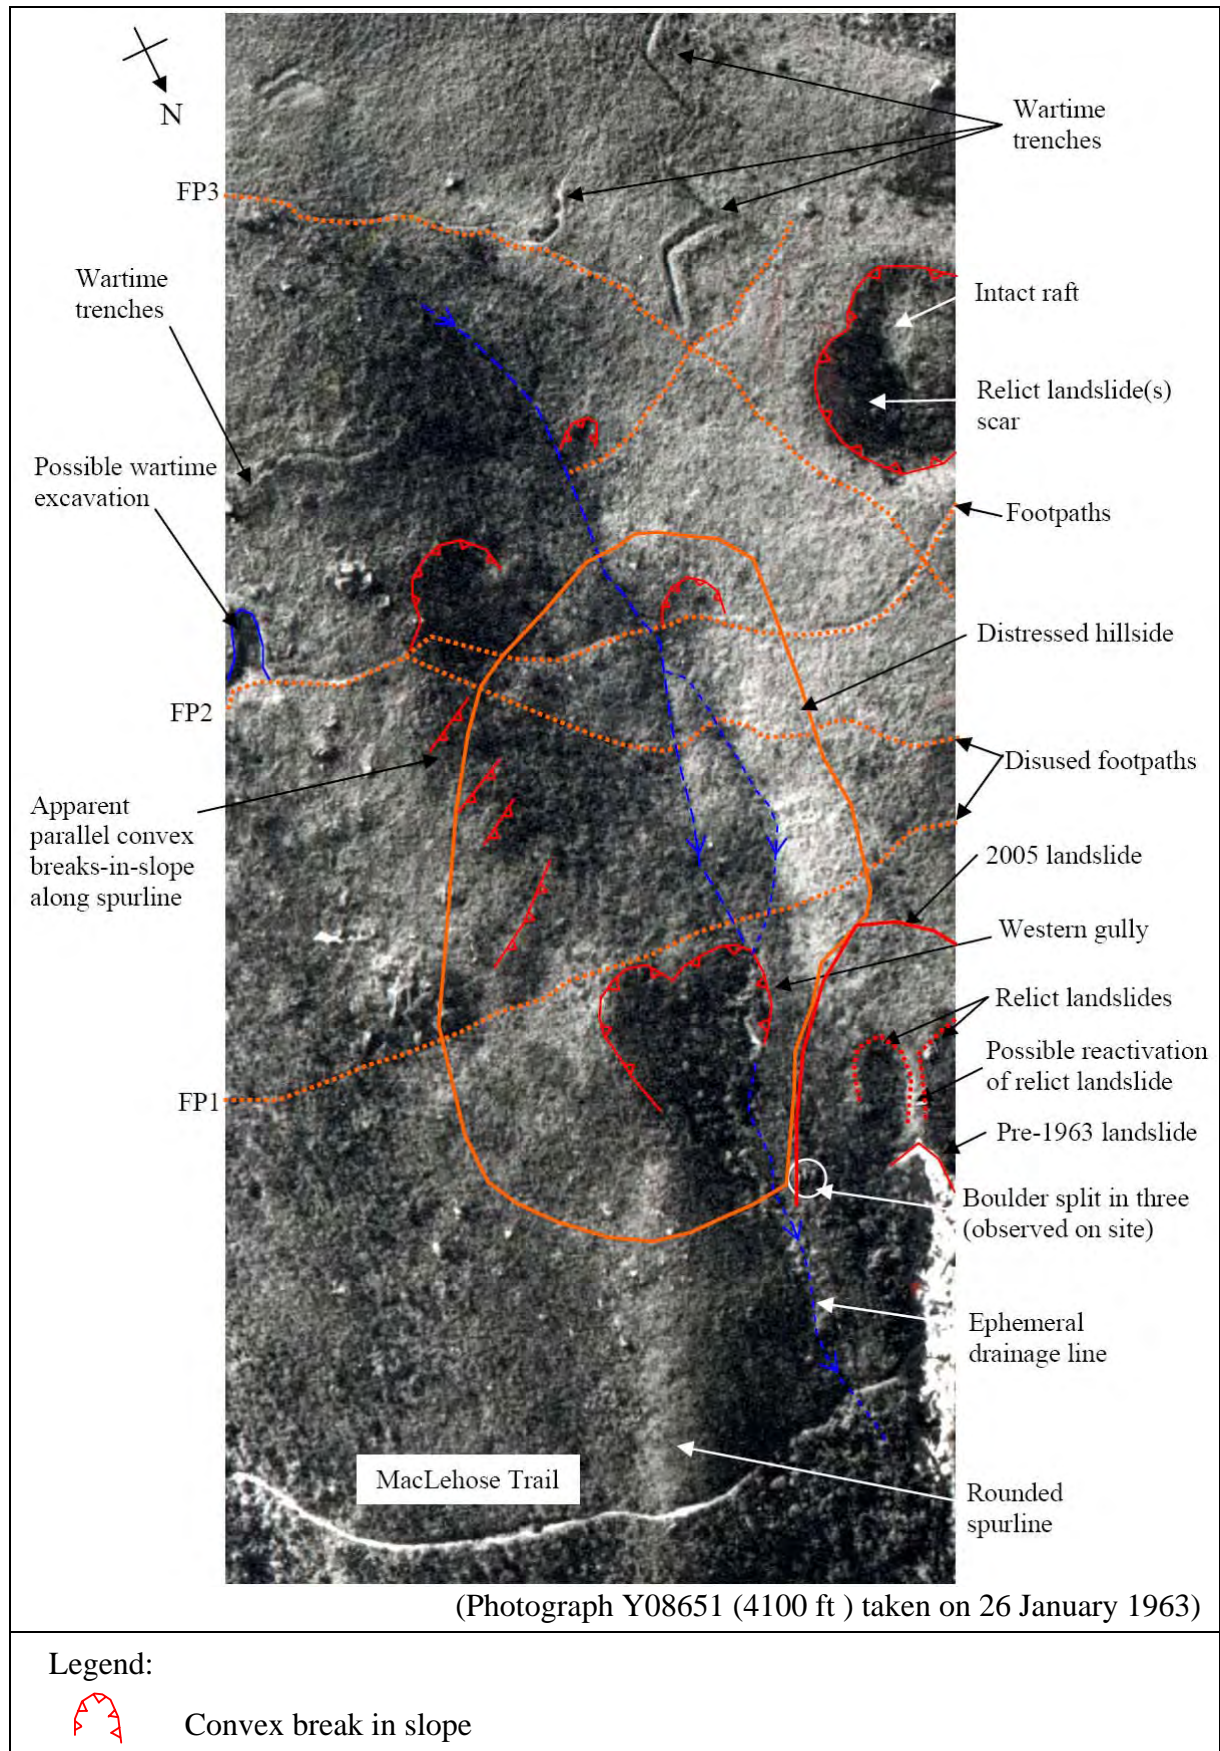 N
Wartime
trenches
FP3
Wartime
trenches
Intact raft
Relict landslide(s)
scar
Possible wartime
excavation
Footpaths
Distressed hillside
FP2
Disused footpaths
Apparent
parallel convex
breaks-in-slope
along spurline
2005 landslide
Western gully
Relict landslides
Possible reactivation
of relict landslide
FP1
Pre-1963 landslide
Boulder split in three
(observed on site)
Ephemeral
drainage line
MacLehose Trail
Rounded
spurline
(Photograph Y08651 (4100 ft ) taken on 26 January 1963)
Legend:
Convex break in slope